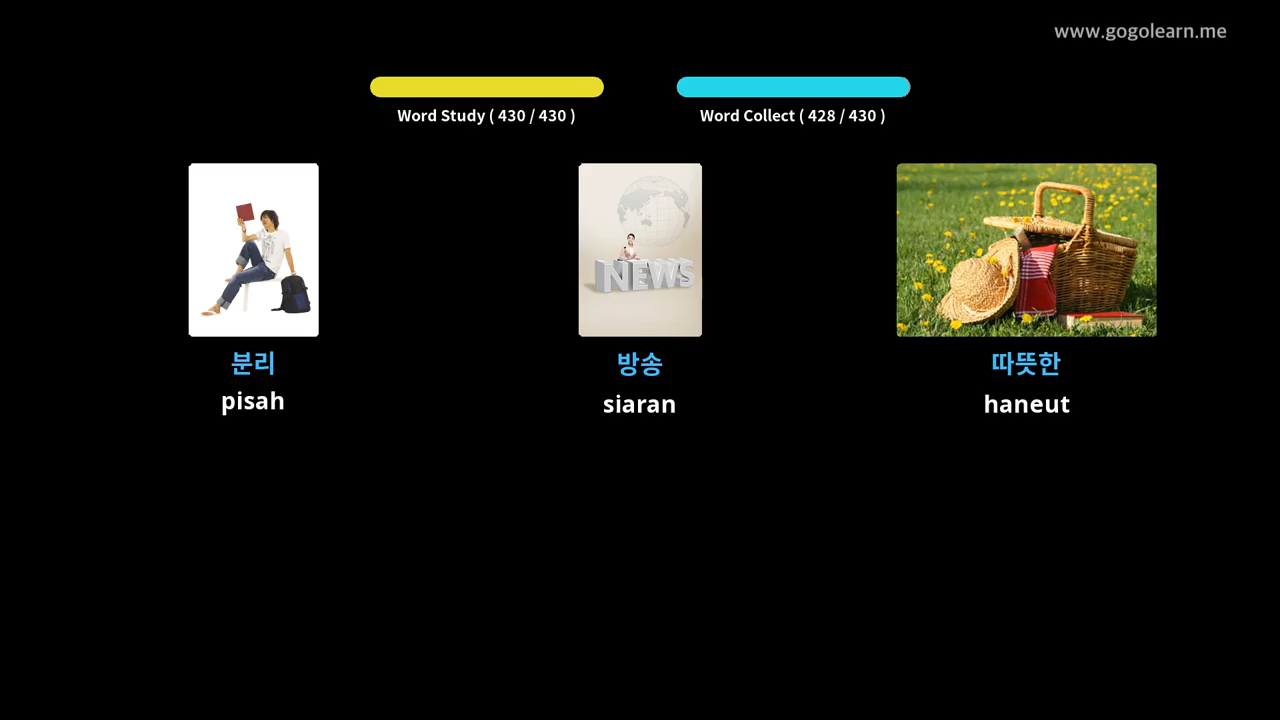 www.gogolearn.me
Word Study ( 430 / 430 )
Word Collect ( 428 / 430 )
NEWS
분리
방송
따뜻한
pisah
siaran
haneut